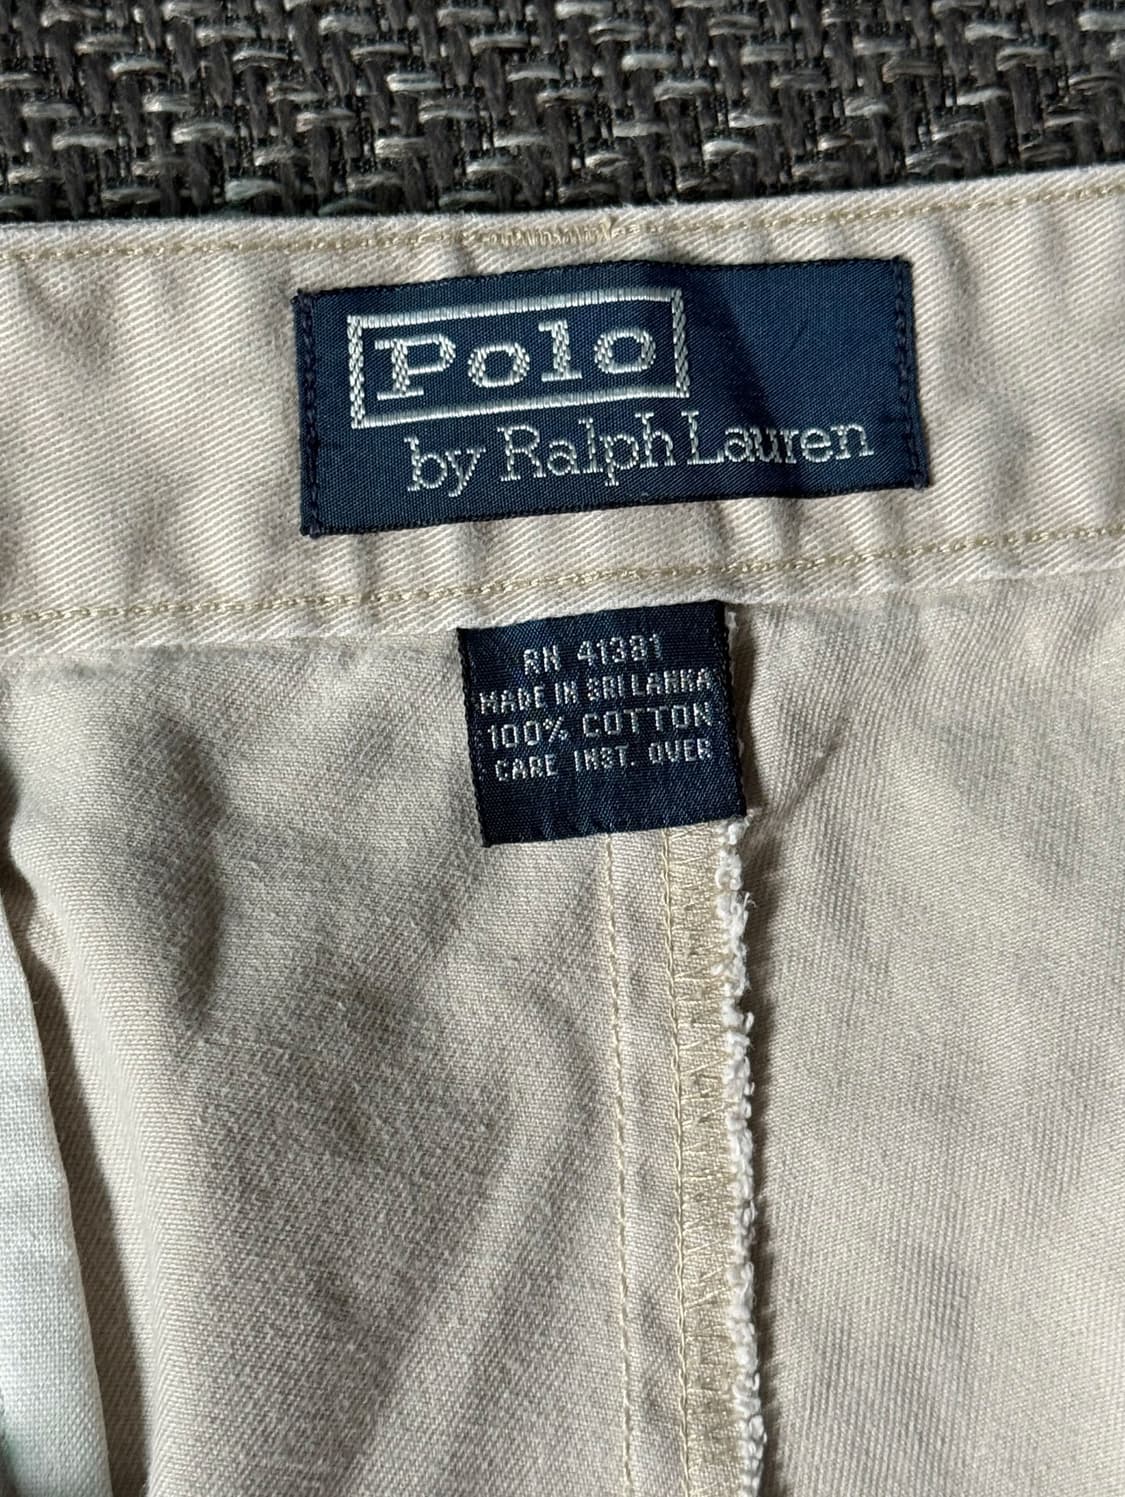 Polo
by Ralph Lauren
RN 41381
MADE IN SRI LANKA
100% COTTON
CARE INST. OVER